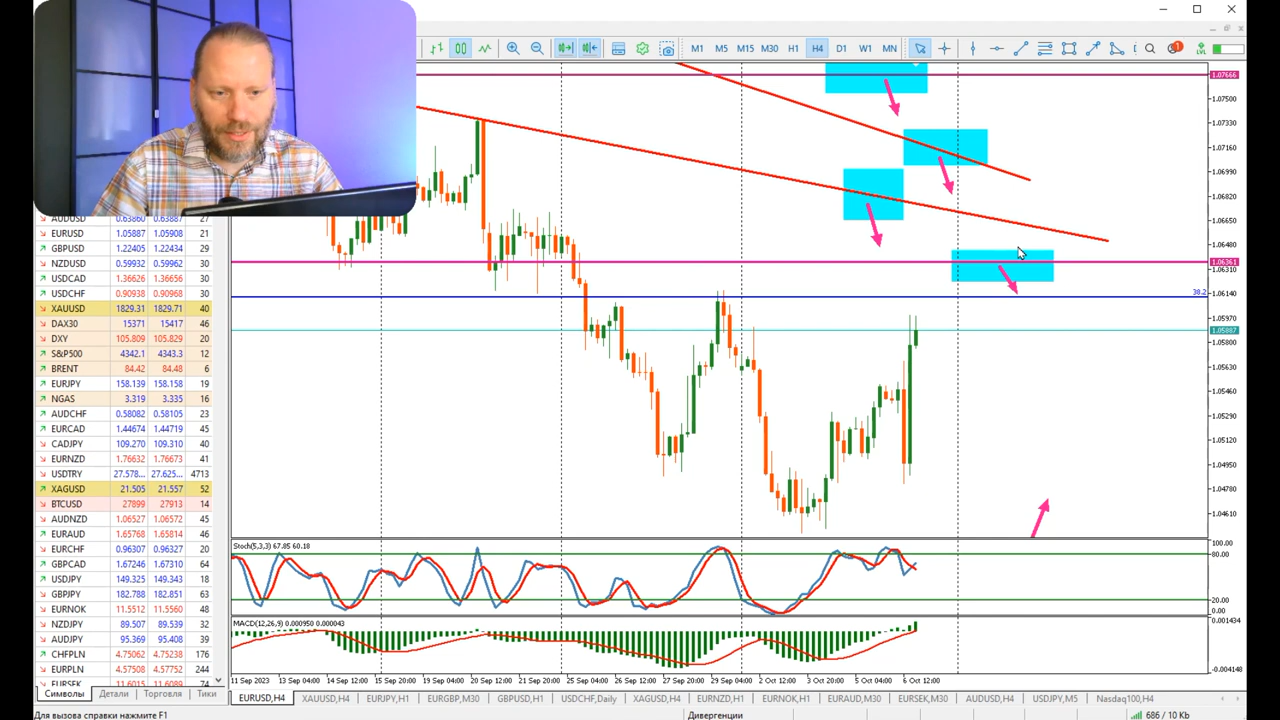 M1 M5 M15 M30 H1 H4 D1 W1 MN 1 LVL
AUDUSD 0.63860 0.63887 27
EURUSD 1.05887 1.05908 21
GBPUSD 1.22405 1.22434 29
NZDUSD 0.59932 0.59962 30
USDCAD 1.36626 1.36656 30
USDCHF 0.90938 0.90968 30
XAUUSD 1829.31 1829.71 40
DAX30 15371 15417 46
DXY 105.809 105.829 20
S&P500 4342.1 4343.3 12
BRENT 84.42 84.48 6
EURJPY 158.139 158.158 19
NGAS 3.319 3.335 16
AUDCHF 0.58082 0.58105 23
EURCAD 1.44674 1.44719 45
CADJPY 109.270 109.310 40
EURNZD 1.76632 1.76673 41
USDTRY 27.578... 27.625... 4713
XAGUSD 21.505 21.557 52
BTCUSD 27899 27913 14
AUDNZD 1.06527 1.06572 45
EURAUD 1.65768 1.65814 46
EURCHF 0.96307 0.96327 20
GBPCAD 1.67246 1.67310 64
USDJPY 149.325 149.343 18
GBPJPY 182.788 182.851 63
EURNOK 11.5512 11.5560 48
NZDJPY 89.507 89.539 32
AUDJPY 95.369 95.408 39
CHFPLN 4.75062 4.75238 176
EURPLN 4.57508 4.57752 244
EURSEK 11.6015 11.6089 74
Символы Детали Торговля Тики
1.07666
1.07500
1.07330
1.07160
1.06990
1.06820
1.06650
1.06480
1.06361
1.06310
38.2
1.06140
1.05970
1.05887
1.05800
1.05630
1.05460
1.05290
1.05120
1.04950
1.04780
1.04610
Stoch(5,3,3) 67.85 60.18
100.00
80.00
20.00
0.00
MACD(12,26,9) 0.000950 0.000043
0.001434
-0.004148
11 Sep 2023 13 Sep 04:00 14 Sep 12:00 15 Sep 20:00 19 Sep 04:00 20 Sep 12:00 21 Sep 20:00 25 Sep 04:00 26 Sep 12:00 27 Sep 20:00 29 Sep 04:00 2 Oct 12:00 3 Oct 20:00 5 Oct 04:00 6 Oct 12:00
EURUSD,H4 XAUUSD,H4 EURJPY,H1 EURGBP,M30 GBPUSD,H1 USDCHF,Daily XAGUSD,H4 EURNZD,H1 EURNOK,H1 EURAUD,M30 EURSEK,M30 AUDUSD,H4 USDJPY,M5 Nasdaq100,H4
Для вызова справки нажмите F1 Дивергенции 686 / 10 Kb